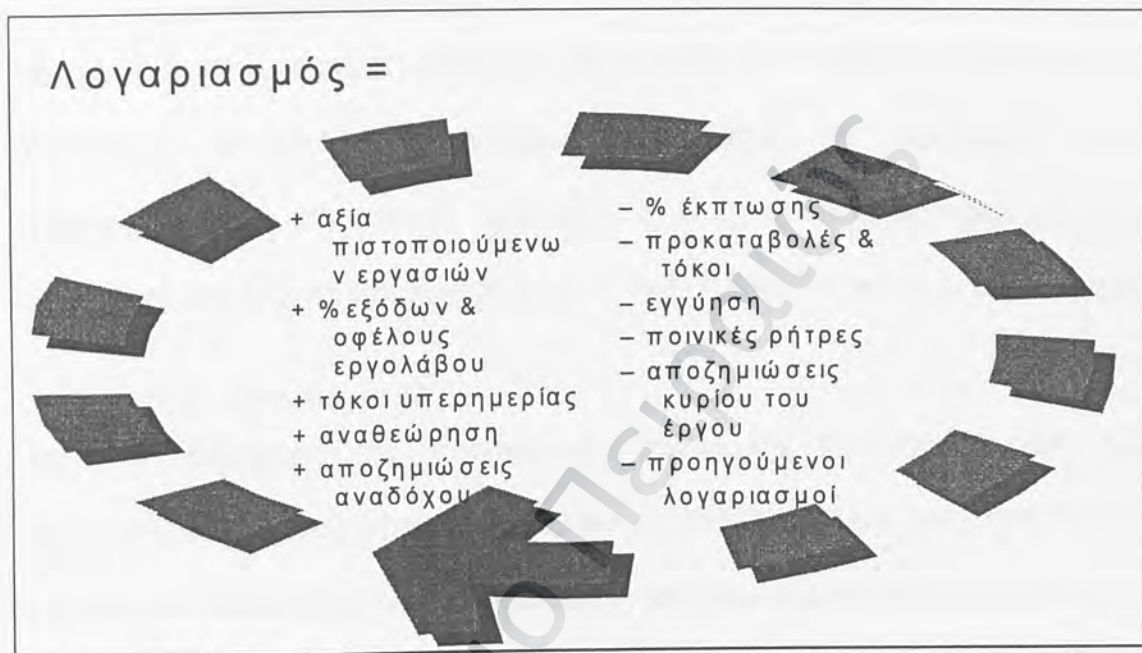 Λογαριασμός =
+ αξία
πιστοποιούμενω
ν εργασιών
+ % εξόδων &
οφέλους
εργολάβου
+ τόκοι υπερημερίας
+ αναθεώρηση
+ αποζημιώσεις
αναδόχου
– % έκπτωσης
– προκαταβολές &
τόκοι
– εγγύηση
– ποινικές ρήτρες
– αποζημιώσεις
κυρίου του
έργου
– προηγούμενοι
λογαριασμοί
Πειραιώς